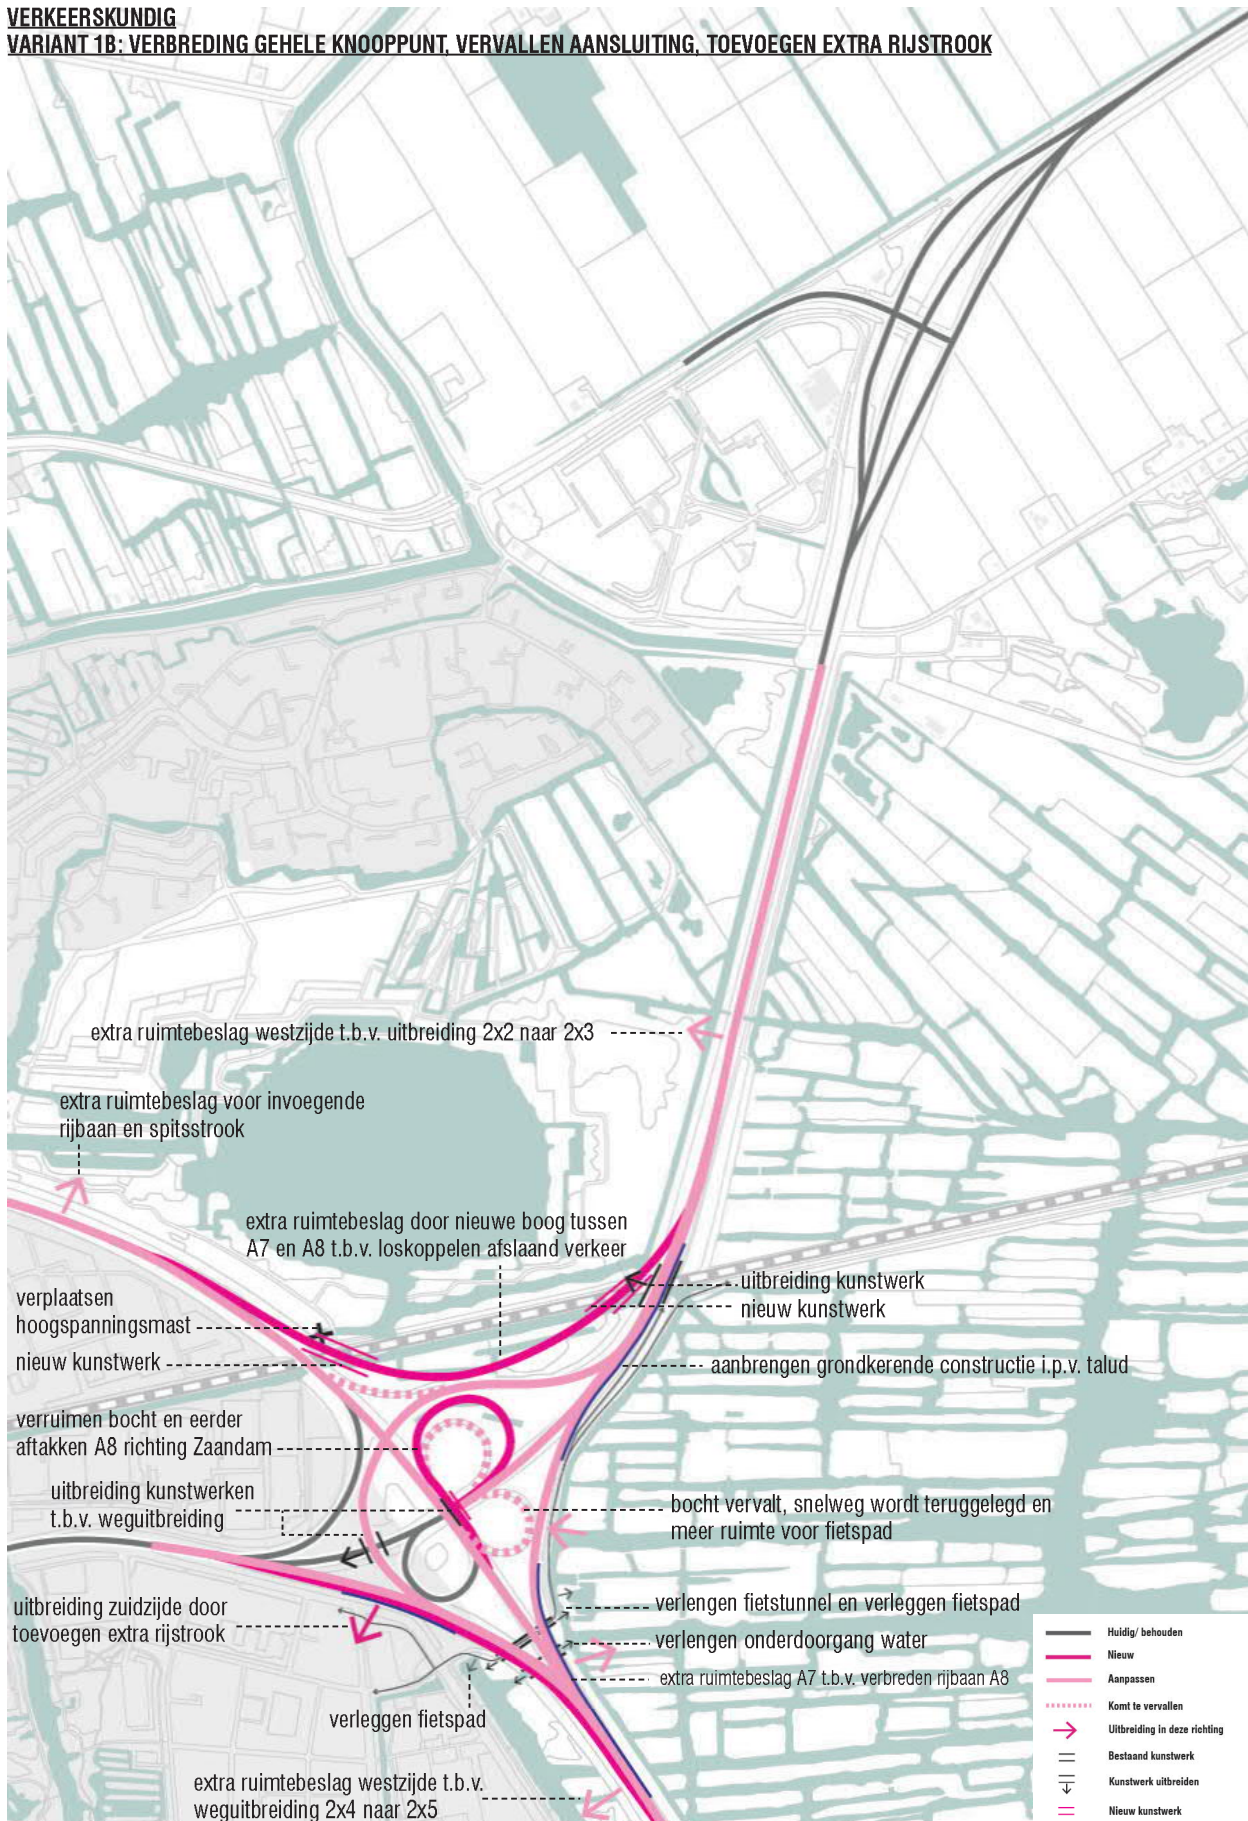 VERKEERSKUNDIG
VARIANT 1B: VERBREDING GEHELE KNOOPPUNT, VERVALLEN AANSLUITING, TOEVOEGEN EXTRA RIJSTROOK
extra ruimtebeslag westzijde t.b.v. uitbreiding 2x2 naar 2x3
extra ruimtebeslag voor invoegende
rijbaan en spitsstrook
extra ruimtebeslag door nieuwe boog tussen
A7 en A8 t.b.v. loskoppelen afslaand verkeer
uitbreiding kunstwerk
nieuw kunstwerk
verplaatsen
hoogspanningsmast
nieuw kunstwerk
aanbrengen grondkerende constructie i.p.v. talud
verruimen bocht en eerder
aftakken A8 richting Zaandam
uitbreiding kunstwerken
t.b.v. weguitbreiding
bocht vervalt, snelweg wordt teruggelegd en
meer ruimte voor fietspad
uitbreiding zuidzijde door
toevoegen extra rijstrook
verlengen fietstunnel en verleggen fietspad
verlengen onderdoorgang water
extra ruimtebeslag A7 t.b.v. verbreden rijbaan A8
verleggen fietspad
extra ruimtebeslag westzijde t.b.v.
weguitbreiding 2x4 naar 2x5
Huidig/ behouden
Nieuw
Aanpassen
Komt te vervallen
Uitbreiding in deze richting
Bestaand kunstwerk
Kunstwerk uitbreiden
Nieuw kunstwerk